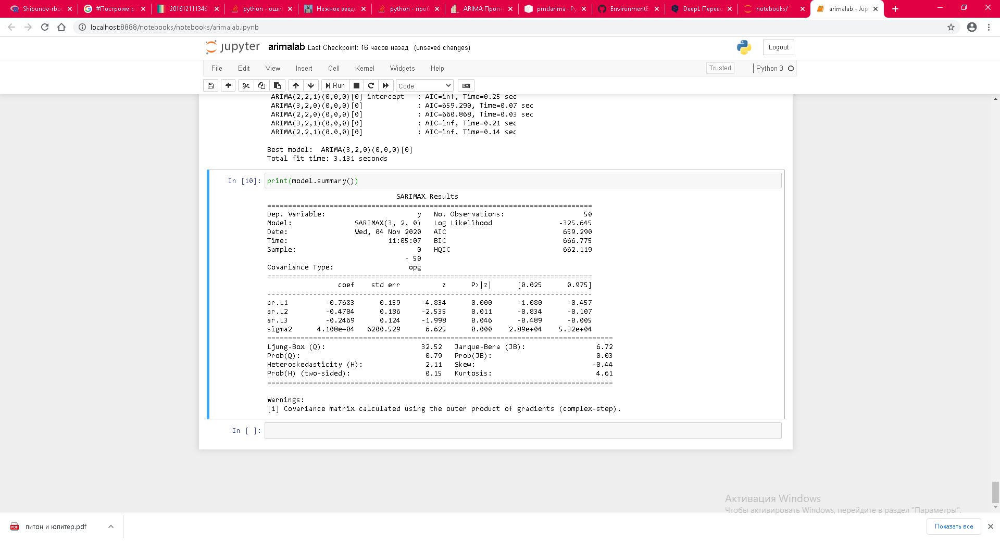 Shipunov-rboo
#Построим ра
2016121113461
python - оши
Нежное введе
python - проб
ARIMA Прогн
pmdarima · Py
EnvironmentE
DeepL Перево
notebooks/
arimalab - Jup
localhost:8888/notebooks/notebooks/arimalab.ipynb
jupyter arimalab Last Checkpoint: 16 часов назад (unsaved changes)
Logout
File Edit View Insert Cell Kernel Widgets Help
Trusted
Python 3
Run
Code
ARIMA(2,2,1)(0,0,0)[0] intercept : AIC=inf, Time=0.25 sec
ARIMA(3,2,0)(0,0,0)[0] : AIC=659.290, Time=0.07 sec
ARIMA(2,2,0)(0,0,0)[0] : AIC=660.868, Time=0.03 sec
ARIMA(3,2,1)(0,0,0)[0] : AIC=inf, Time=0.21 sec
ARIMA(2,2,1)(0,0,0)[0] : AIC=inf, Time=0.14 sec
Best model: ARIMA(3,2,0)(0,0,0)[0]
Total fit time: 3.131 seconds
In [10]: print(model.summary())
SARIMAX Results
==============================================================================
Dep. Variable: y No. Observations: 50
Model: SARIMAX(3, 2, 0) Log Likelihood -325.645
Date: Wed, 04 Nov 2020 AIC 659.290
Time: 11:05:07 BIC 666.775
Sample: 0 HQIC 662.119
- 50
Covariance Type: opg
==============================================================================
coef std err z P>|z| [0.025 0.975]
------------------------------------------------------------------------------
ar.L1 -0.7683 0.159 -4.834 0.000 -1.080 -0.457
ar.L2 -0.4704 0.186 -2.535 0.011 -0.834 -0.107
ar.L3 -0.2469 0.124 -1.998 0.046 -0.489 -0.005
sigma2 4.108e+04 6200.529 6.625 0.000 2.89e+04 5.32e+04
===================================================================================
Ljung-Box (Q): 32.52 Jarque-Bera (JB): 6.72
Prob(Q): 0.79 Prob(JB): 0.03
Heteroskedasticity (H): 2.11 Skew: -0.44
Prob(H) (two-sided): 0.15 Kurtosis: 4.61
===================================================================================
Warnings:
[1] Covariance matrix calculated using the outer product of gradients (complex-step).
In [ ]:
Активация Windows
Чтобы активировать Windows, перейдите в раздел "Параметры".
питон и юпитер.pdf
Показать все